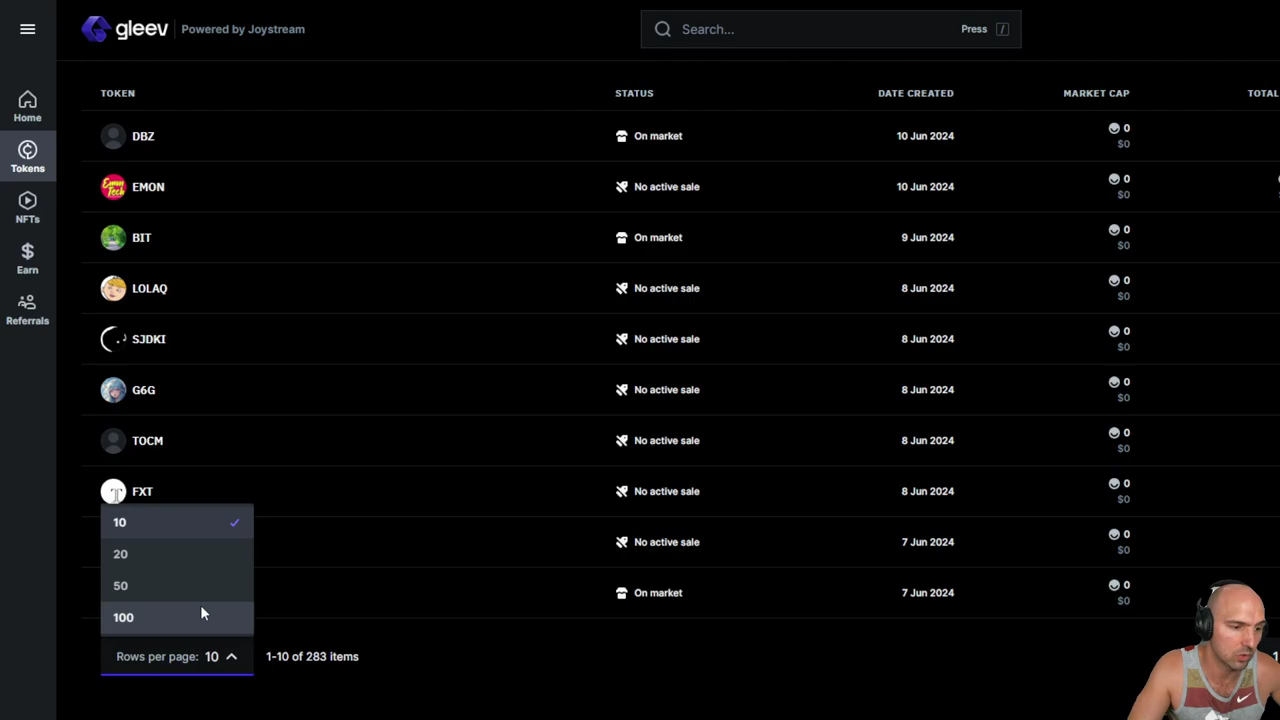 gleev Powered by Joystream Search... Press /
Home
Tokens
NFTs
Earn
Referrals
TOKEN STATUS DATE CREATED MARKET CAP TOTAL
DBZ On market 10 Jun 2024 0
$0
EMON No active sale 10 Jun 2024 0
$0
BIT On market 9 Jun 2024 0
$0
LOLAQ No active sale 8 Jun 2024 0
$0
SJDKI No active sale 8 Jun 2024 0
$0
G6G No active sale 8 Jun 2024 0
$0
TOCM No active sale 8 Jun 2024 0
$0
FXT No active sale 8 Jun 2024 0
$0
No active sale 7 Jun 2024 0
$0
On market 7 Jun 2024 0
$0
10
20
50
100
Rows per page: 10 1-10 of 283 items